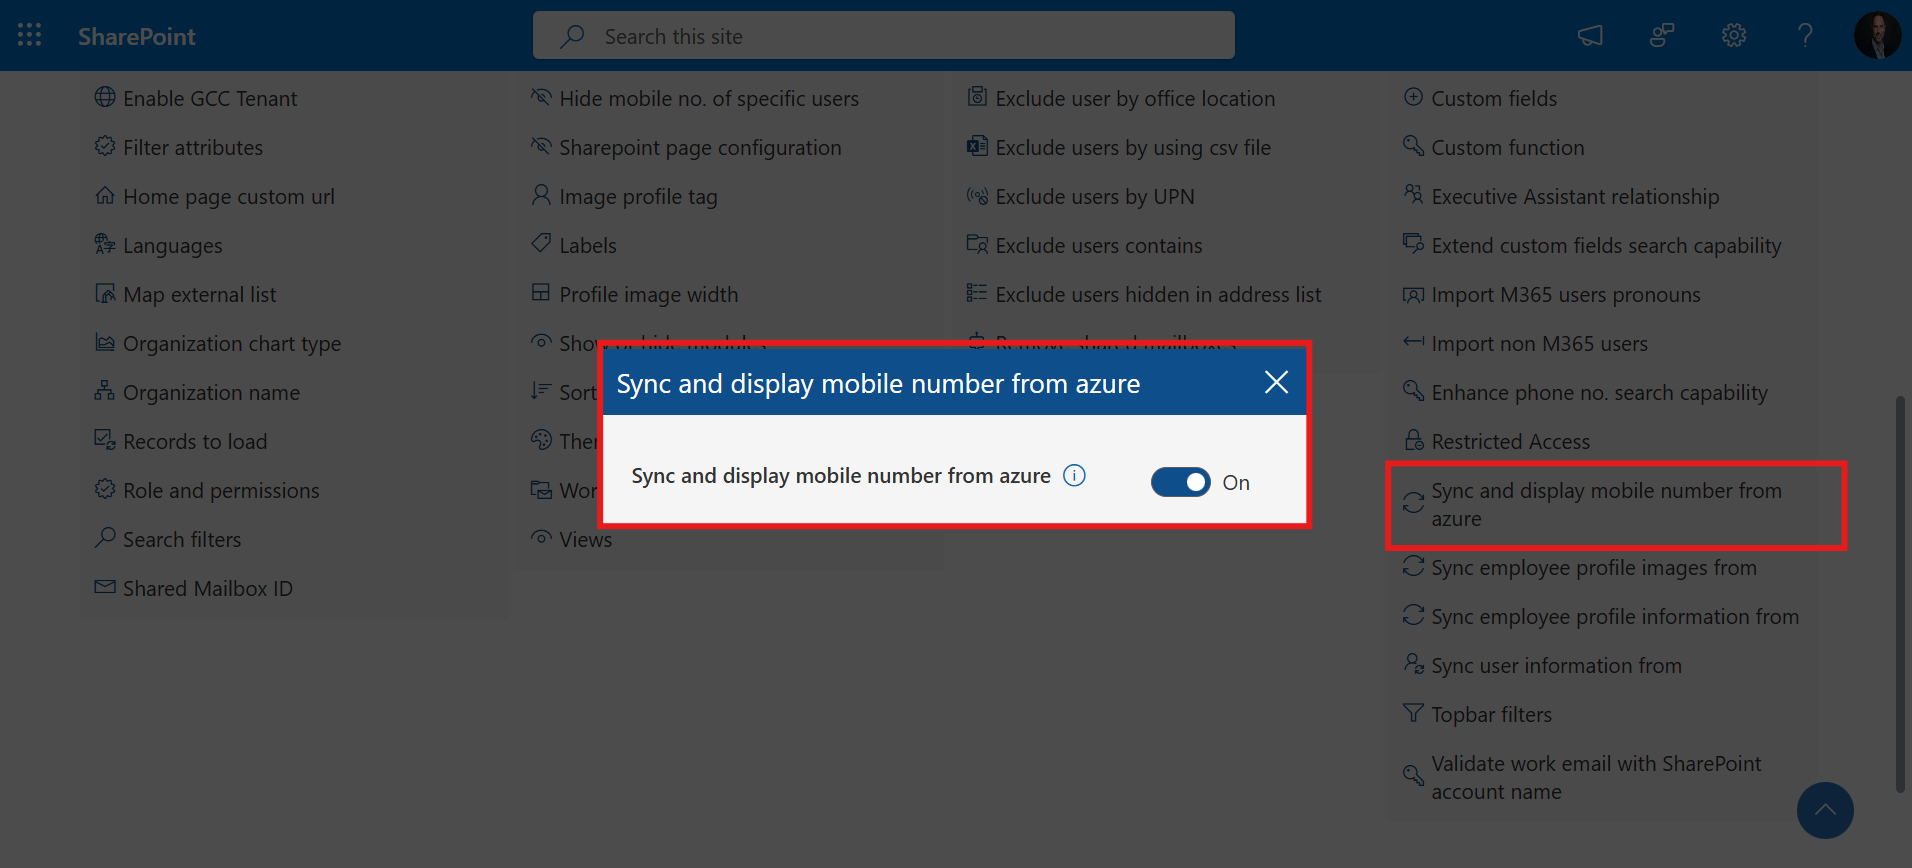 SharePoint
Search this site
Enable GCC Tenant
Filter attributes
Home page custom url
Languages
Map external list
Organization chart type
Organization name
Records to load
Role and permissions
Search filters
Shared Mailbox ID
Hide mobile no. of specific users
Sharepoint page configuration
Image profile tag
Labels
Profile image width
Show or hide modules
Sort
Views
Exclude user by office location
Exclude users by using csv file
Exclude users by UPN
Exclude users contains
Exclude users hidden in address list
Remove shared mailboxes
Sync and display mobile number from azure
Sync and display mobile number from azure
On
Custom fields
Custom function
Executive Assistant relationship
Extend custom fields search capability
Import M365 users pronouns
Import non M365 users
Enhance phone no. search capability
Restricted Access
Sync and display mobile number from
azure
Sync employee profile images from
Sync employee profile information from
Sync user information from
Topbar filters
Validate work email with SharePoint
account name